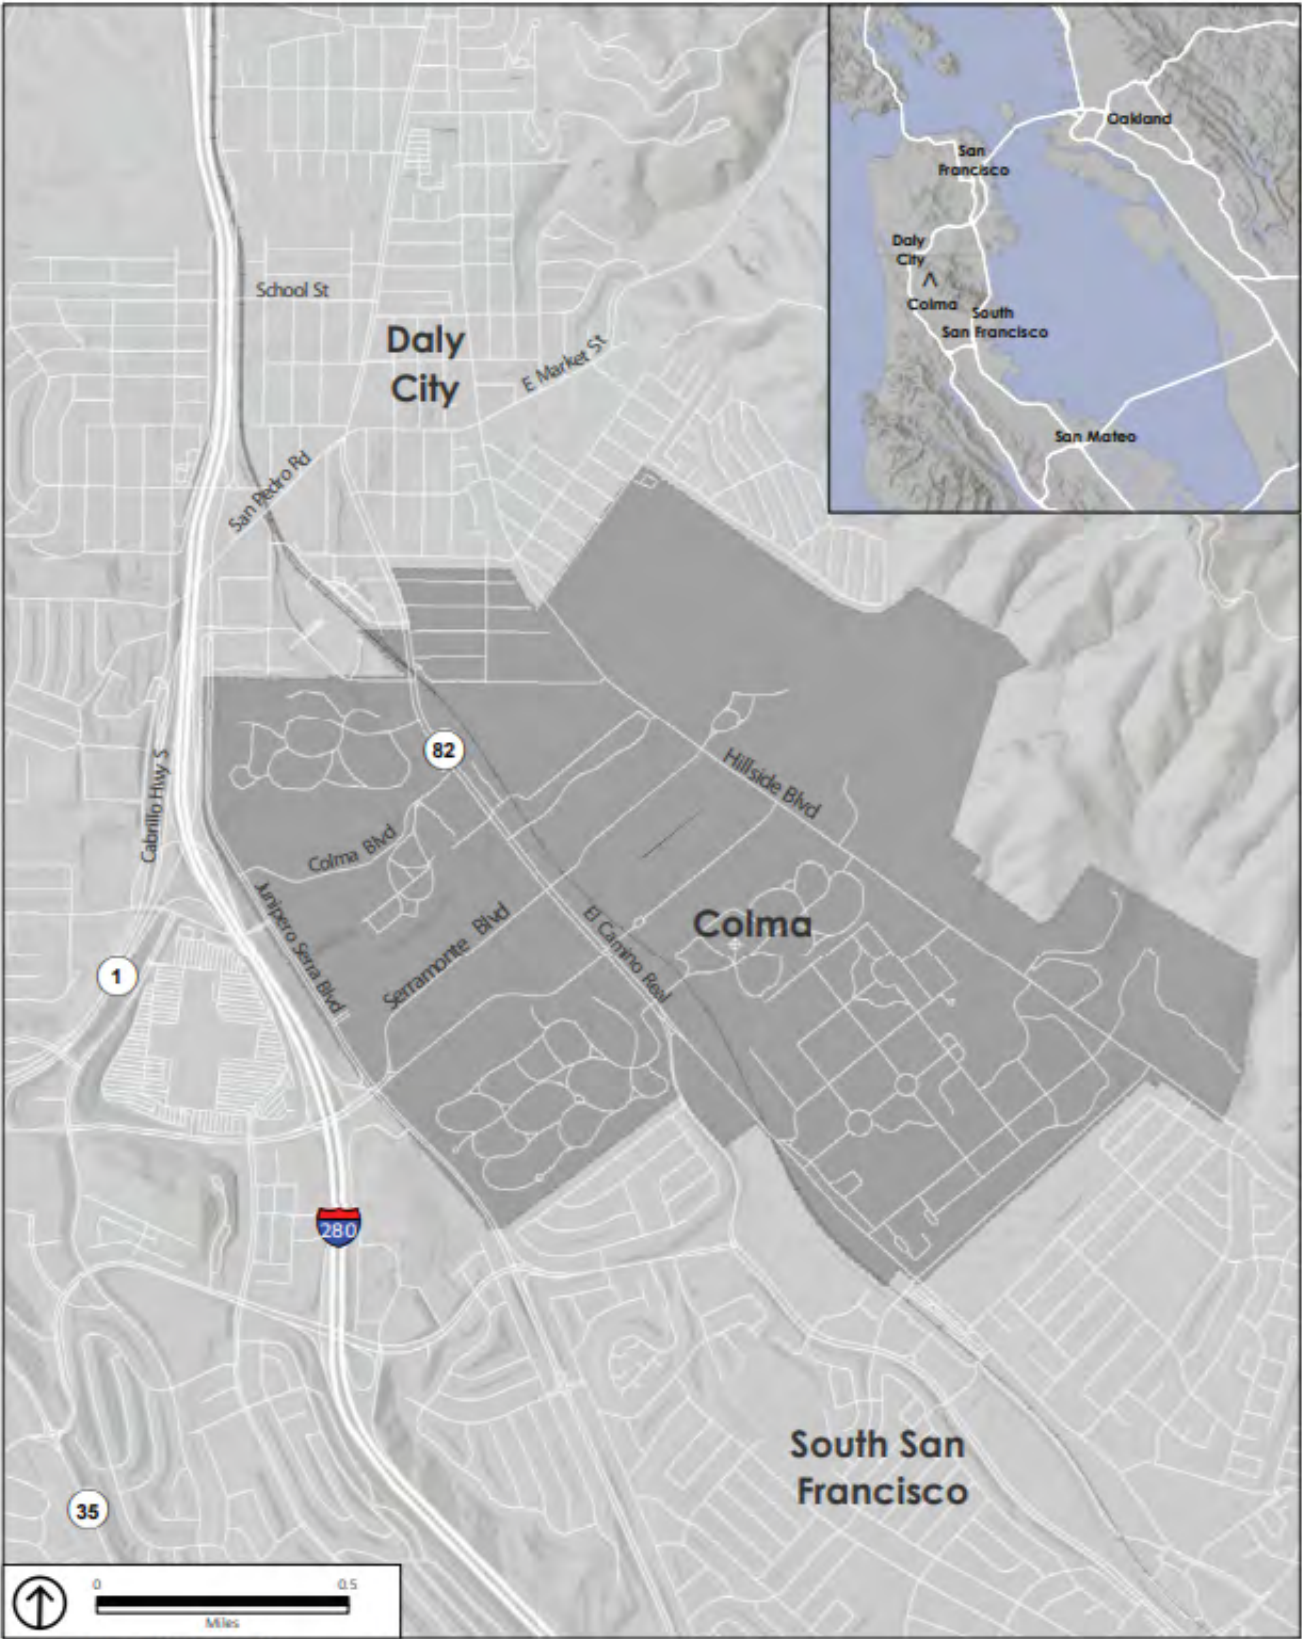 Oakland
San
Francisco
Daly
City
Colma
South
San Francisco
San Mateo
School St
Daly
City
E Market St
San Pedro Rd
82
Hillside Blvd
Cabrillo Hwy S
Colma Blvd
Junipero Serra Blvd
Serramonte Blvd
El Camino Real
Colma
1
280
South San
Francisco
35
0 0.5
Miles